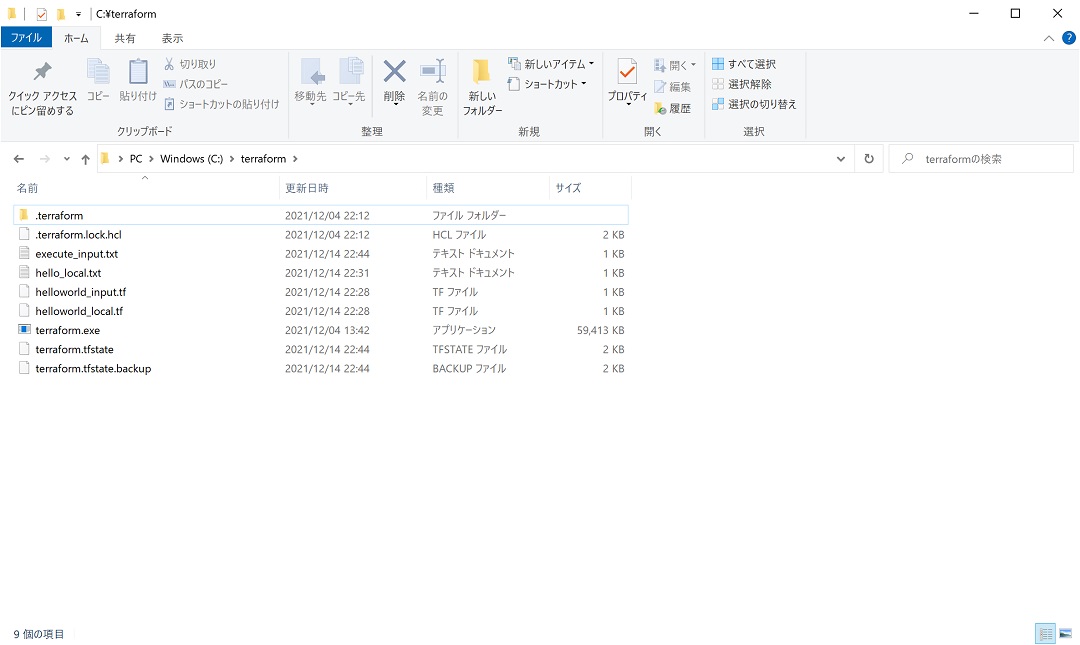 C:¥terraform
ファイル ホーム 共有 表示
クイック アクセス
にピン留めする
コピー
貼り付け
切り取り
パスのコピー
ショートカットの貼り付け
クリップボード
移動先
コピー先
削除
名前の
変更
整理
新しい
フォルダー
新しいアイテム
ショートカット
新規
プロパティ
開く
編集
履歴
開く
すべて選択
選択解除
選択の切り替え
選択
PC Windows (C:) terraform
terraformの検索
名前 更新日時 種類 サイズ
.terraform 2021/12/04 22:12 ファイル フォルダー
.terraform.lock.hcl 2021/12/04 22:12 HCL ファイル 2 KB
execute_input.txt 2021/12/14 22:44 テキスト ドキュメント 1 KB
hello_local.txt 2021/12/14 22:31 テキスト ドキュメント 1 KB
helloworld_input.tf 2021/12/14 22:28 TF ファイル 1 KB
helloworld_local.tf 2021/12/14 22:28 TF ファイル 1 KB
terraform.exe 2021/12/04 13:42 アプリケーション 59,413 KB
terraform.tfstate 2021/12/14 22:44 TFSTATE ファイル 2 KB
terraform.tfstate.backup 2021/12/14 22:44 BACKUP ファイル 2 KB
9 個の項目